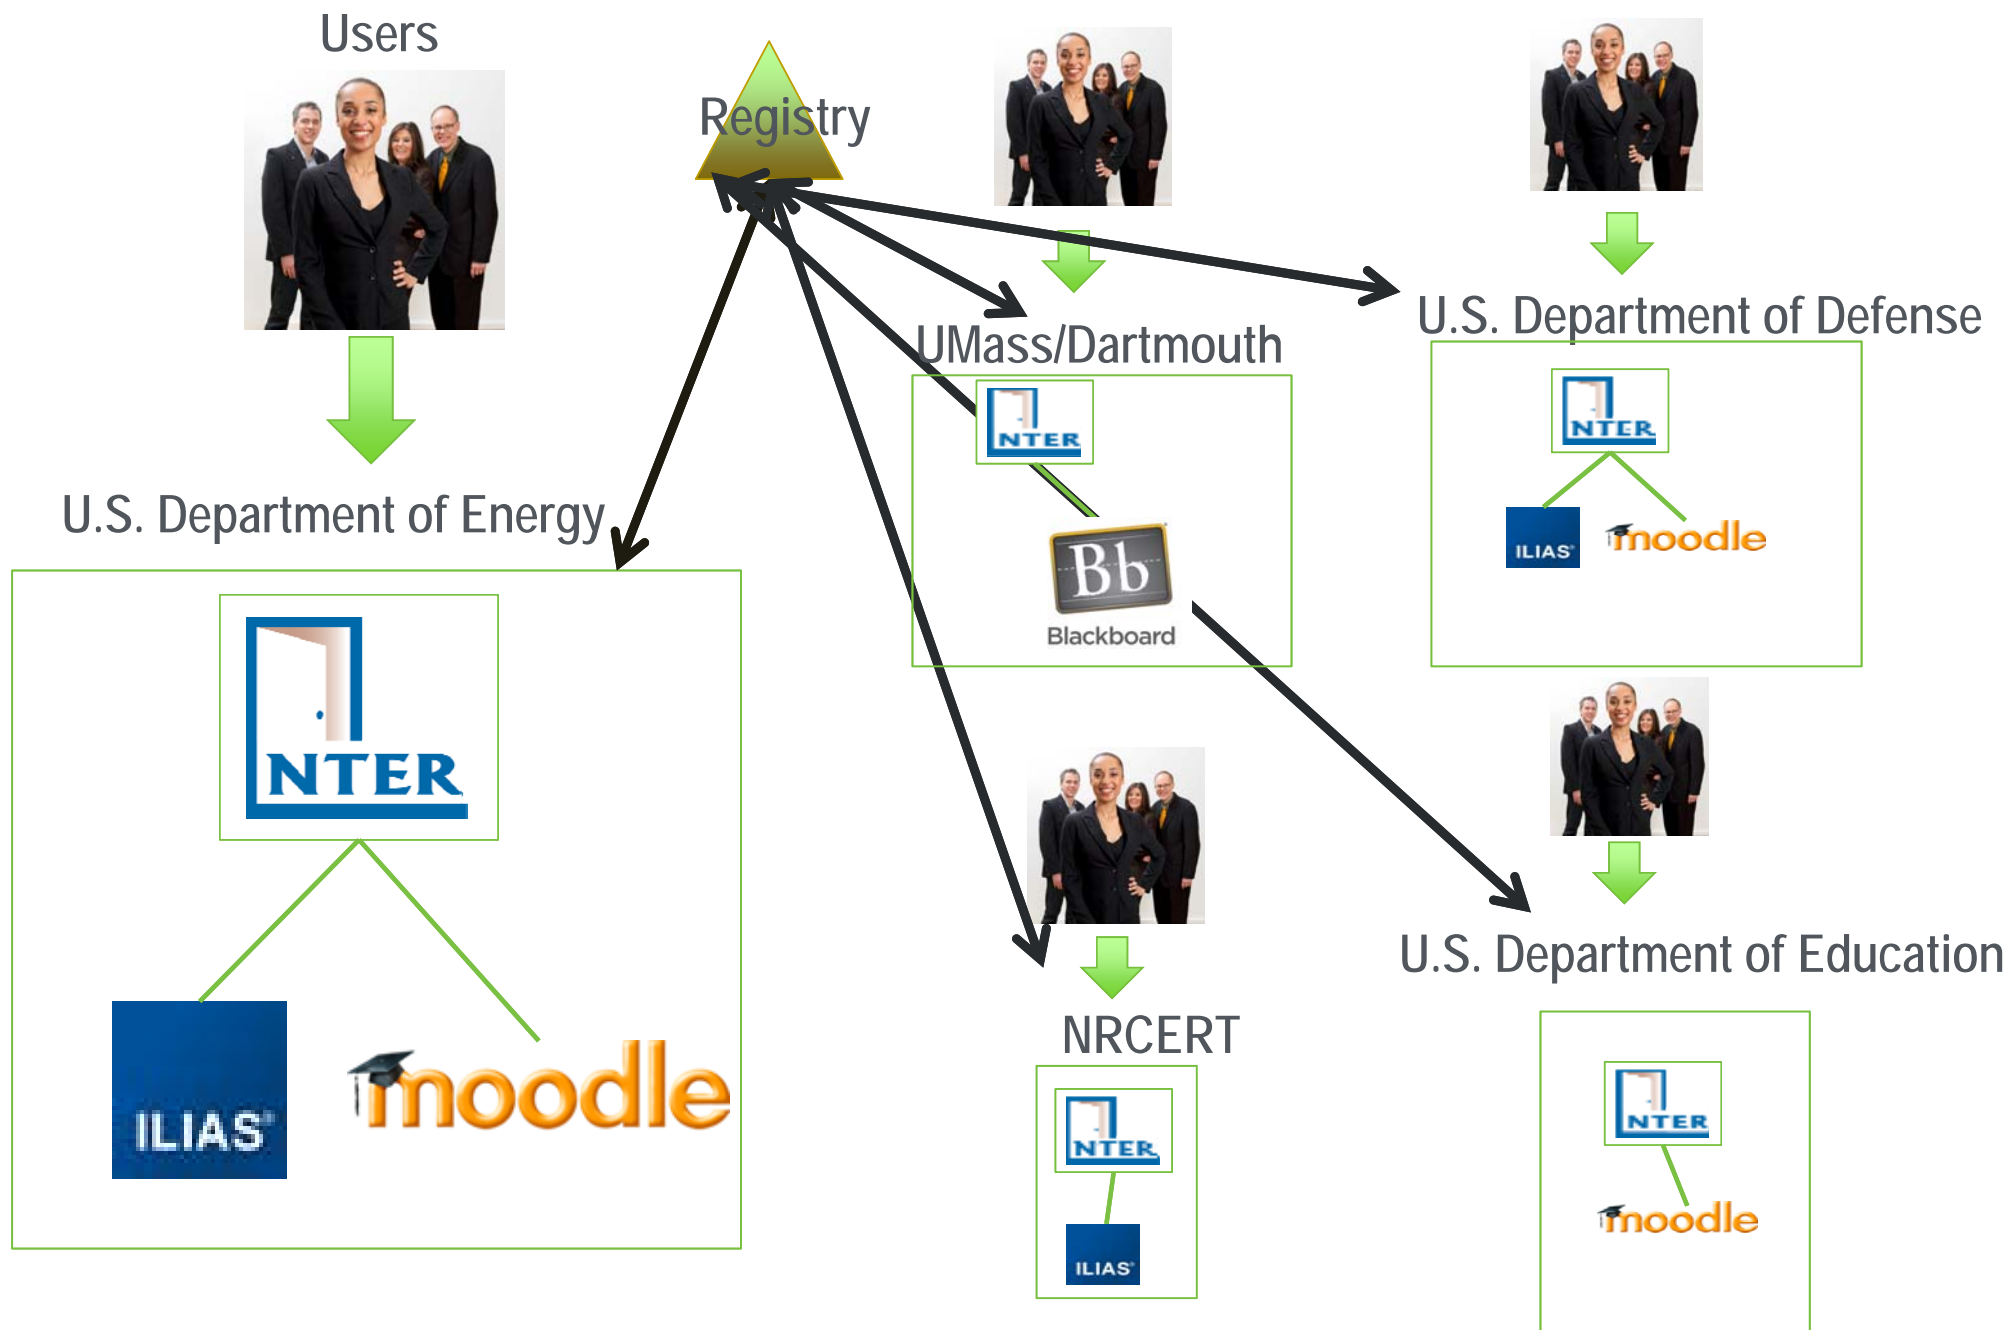 Users
Registry
U.S. Department of Defense
UMass/Dartmouth
NTER
NTER
U.S. Department of Energy
ILIAS®
moodle
Bb
Blackboard
NTER
U.S. Department of Education
NRCERT
ILIAS®
moodle
NTER
NTER
moodle
ILIAS®